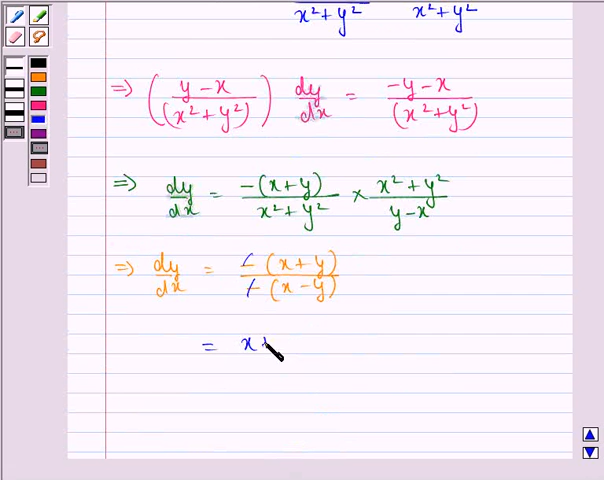 x²+y² x²+y²
⇒ ((y-x)/(x²+y²)) dy/dx = (-y-x)/(x²+y²)
⇒ dy/dx = (-(x+y))/(x²+y²) × (x²+y²)/(y-x)
⇒ dy/dx = (-(x+y))/(-(x-y))
= x+